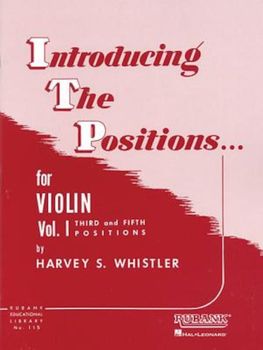 Introducing
The
Positions...
for
VIOLIN
Vol. I THIRD and FIFTH POSITIONS
by
HARVEY S. WHISTLER
RUBANK
EDUCATIONAL
LIBRARY
No. 115
RUBANK
HAL•LEONARD